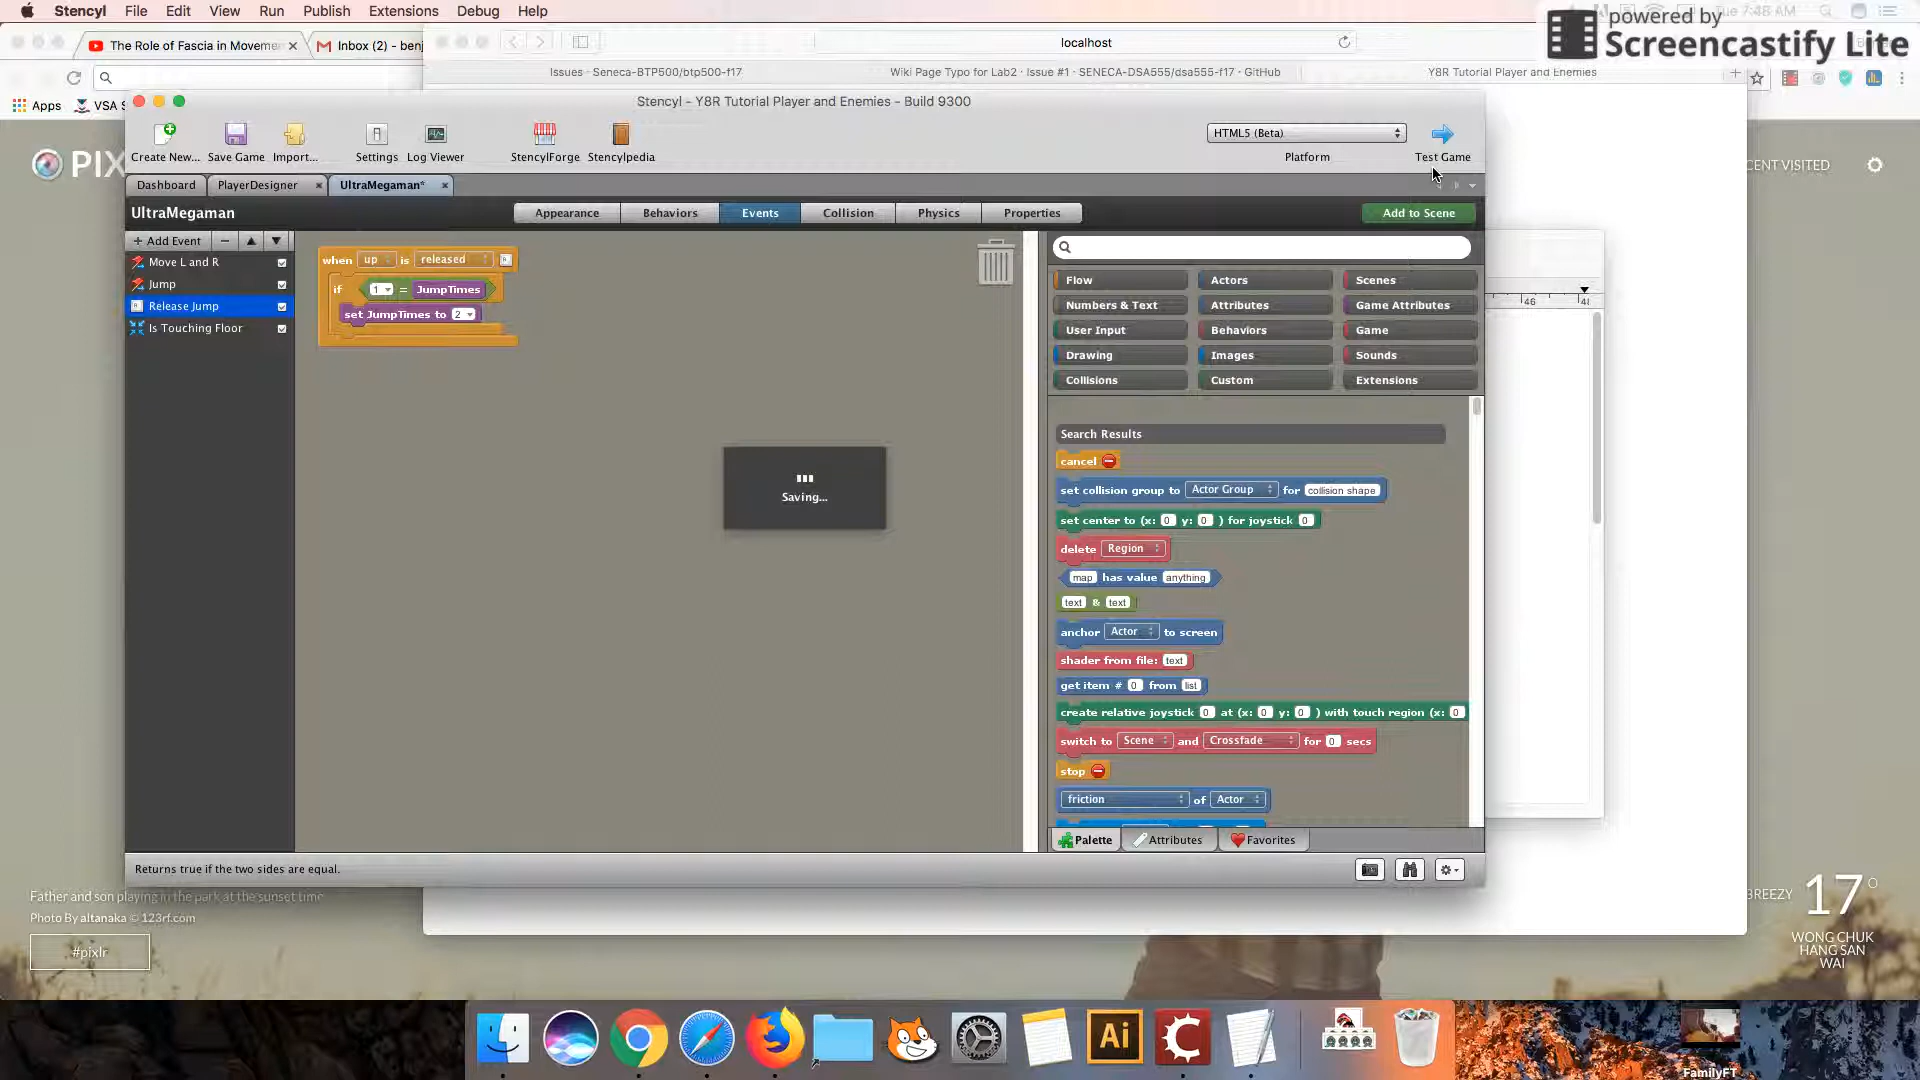 Stencyl File Edit View Run Publish Extensions Debug Help
Tue 7:48 AM
powered by
Screencastify Lite
The Role of Fascia in Moveme
Inbox (2) - benj
localhost
Issues · Seneca-BTP500/btp500-f17
Wiki Page Typo for Lab2 · Issue #1 · SENECA-DSA555/dsa555-f17 · GitHub
Y8R Tutorial Player and Enemies
Apps
VSA S
Stencyl - Y8R Tutorial Player and Enemies - Build 9300
HTML5 (Beta)
Create New... Save Game Import... Settings Log Viewer StencylForge Stencylpedia Platform Test Game
PIX
CENT VISITED
Dashboard PlayerDesigner UltraMegaman*
UltraMegaman
Appearance Behaviors Events Collision Physics Properties
Add to Scene
+ Add Event
Move L and R
Jump
Release Jump
Is Touching Floor
when up is released
if 1 = JumpTimes
set JumpTimes to 2
Saving...
Flow Actors Scenes
Numbers & Text Attributes Game Attributes
User Input Behaviors Game
Drawing Images Sounds
Collisions Custom Extensions
46
Search Results
cancel
set collision group to Actor Group for collision shape
set center to (x: 0 y: 0 ) for joystick 0
delete Region
map has value anything
text & text
anchor Actor to screen
shader from file: text
get item # 0 from list
create relative joystick 0 at (x: 0 y: 0 ) with touch region (x: 0
switch to Scene and Crossfade for 0 secs
stop
friction of Actor
Palette Attributes Favorites
Returns true if the two sides are equal.
Father and son playing in the park at the sunset time
Photo By altanaka © 123rf.com
#pixlr
BREEZY
17°
WONG CHUK
HANG SAN
WAI
Ai
FamilyFT